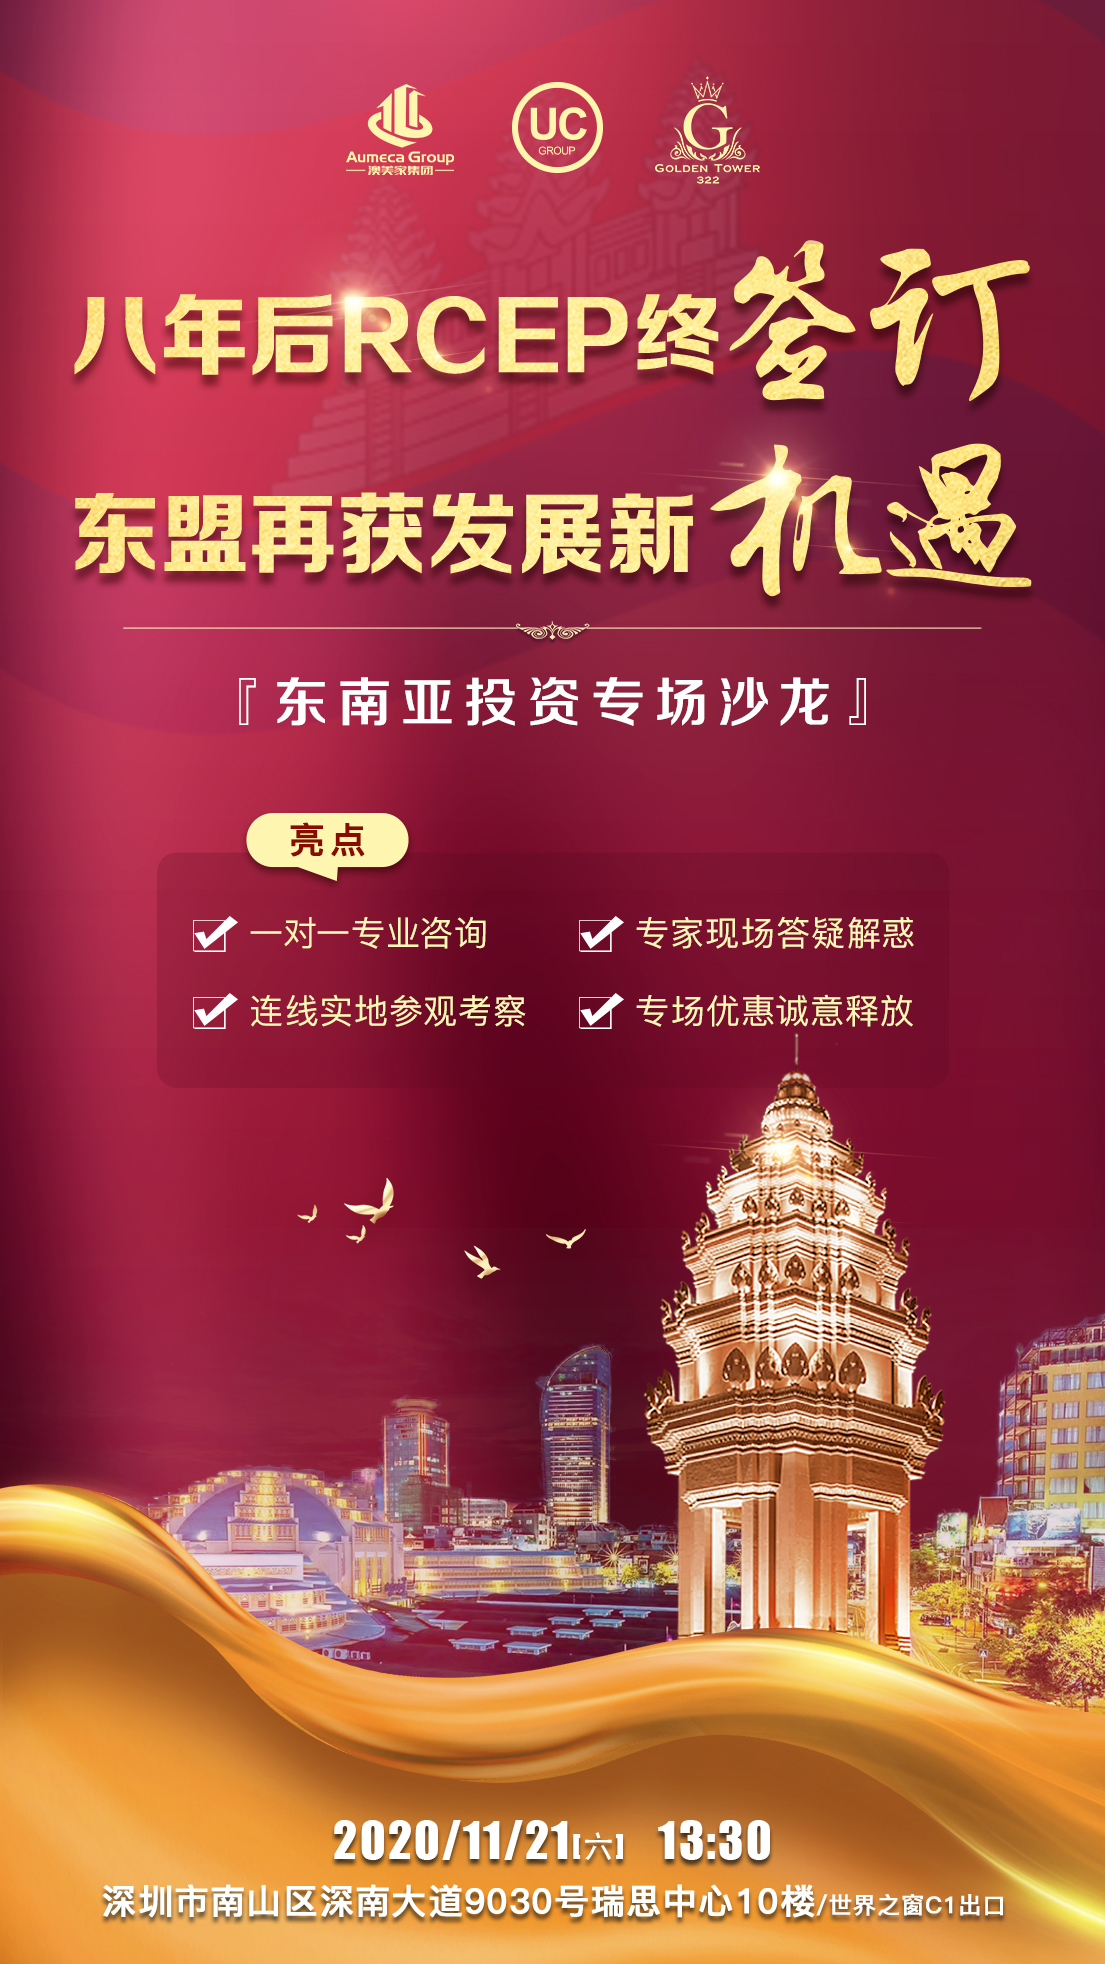 Aumeca Group
澳美家集团
UC
GROUP
G
GOLDEN TOWER
322
八年后RCEP终签订
东盟再获发展新机遇
『东南亚投资专场沙龙』
亮点
一对一专业咨询
专家现场答疑解惑
连线实地参观考察
专场优惠诚意释放
2020/11/21[六] 13:30
深圳市南山区深南大道9030号瑞思中心10楼/世界之窗C1出口